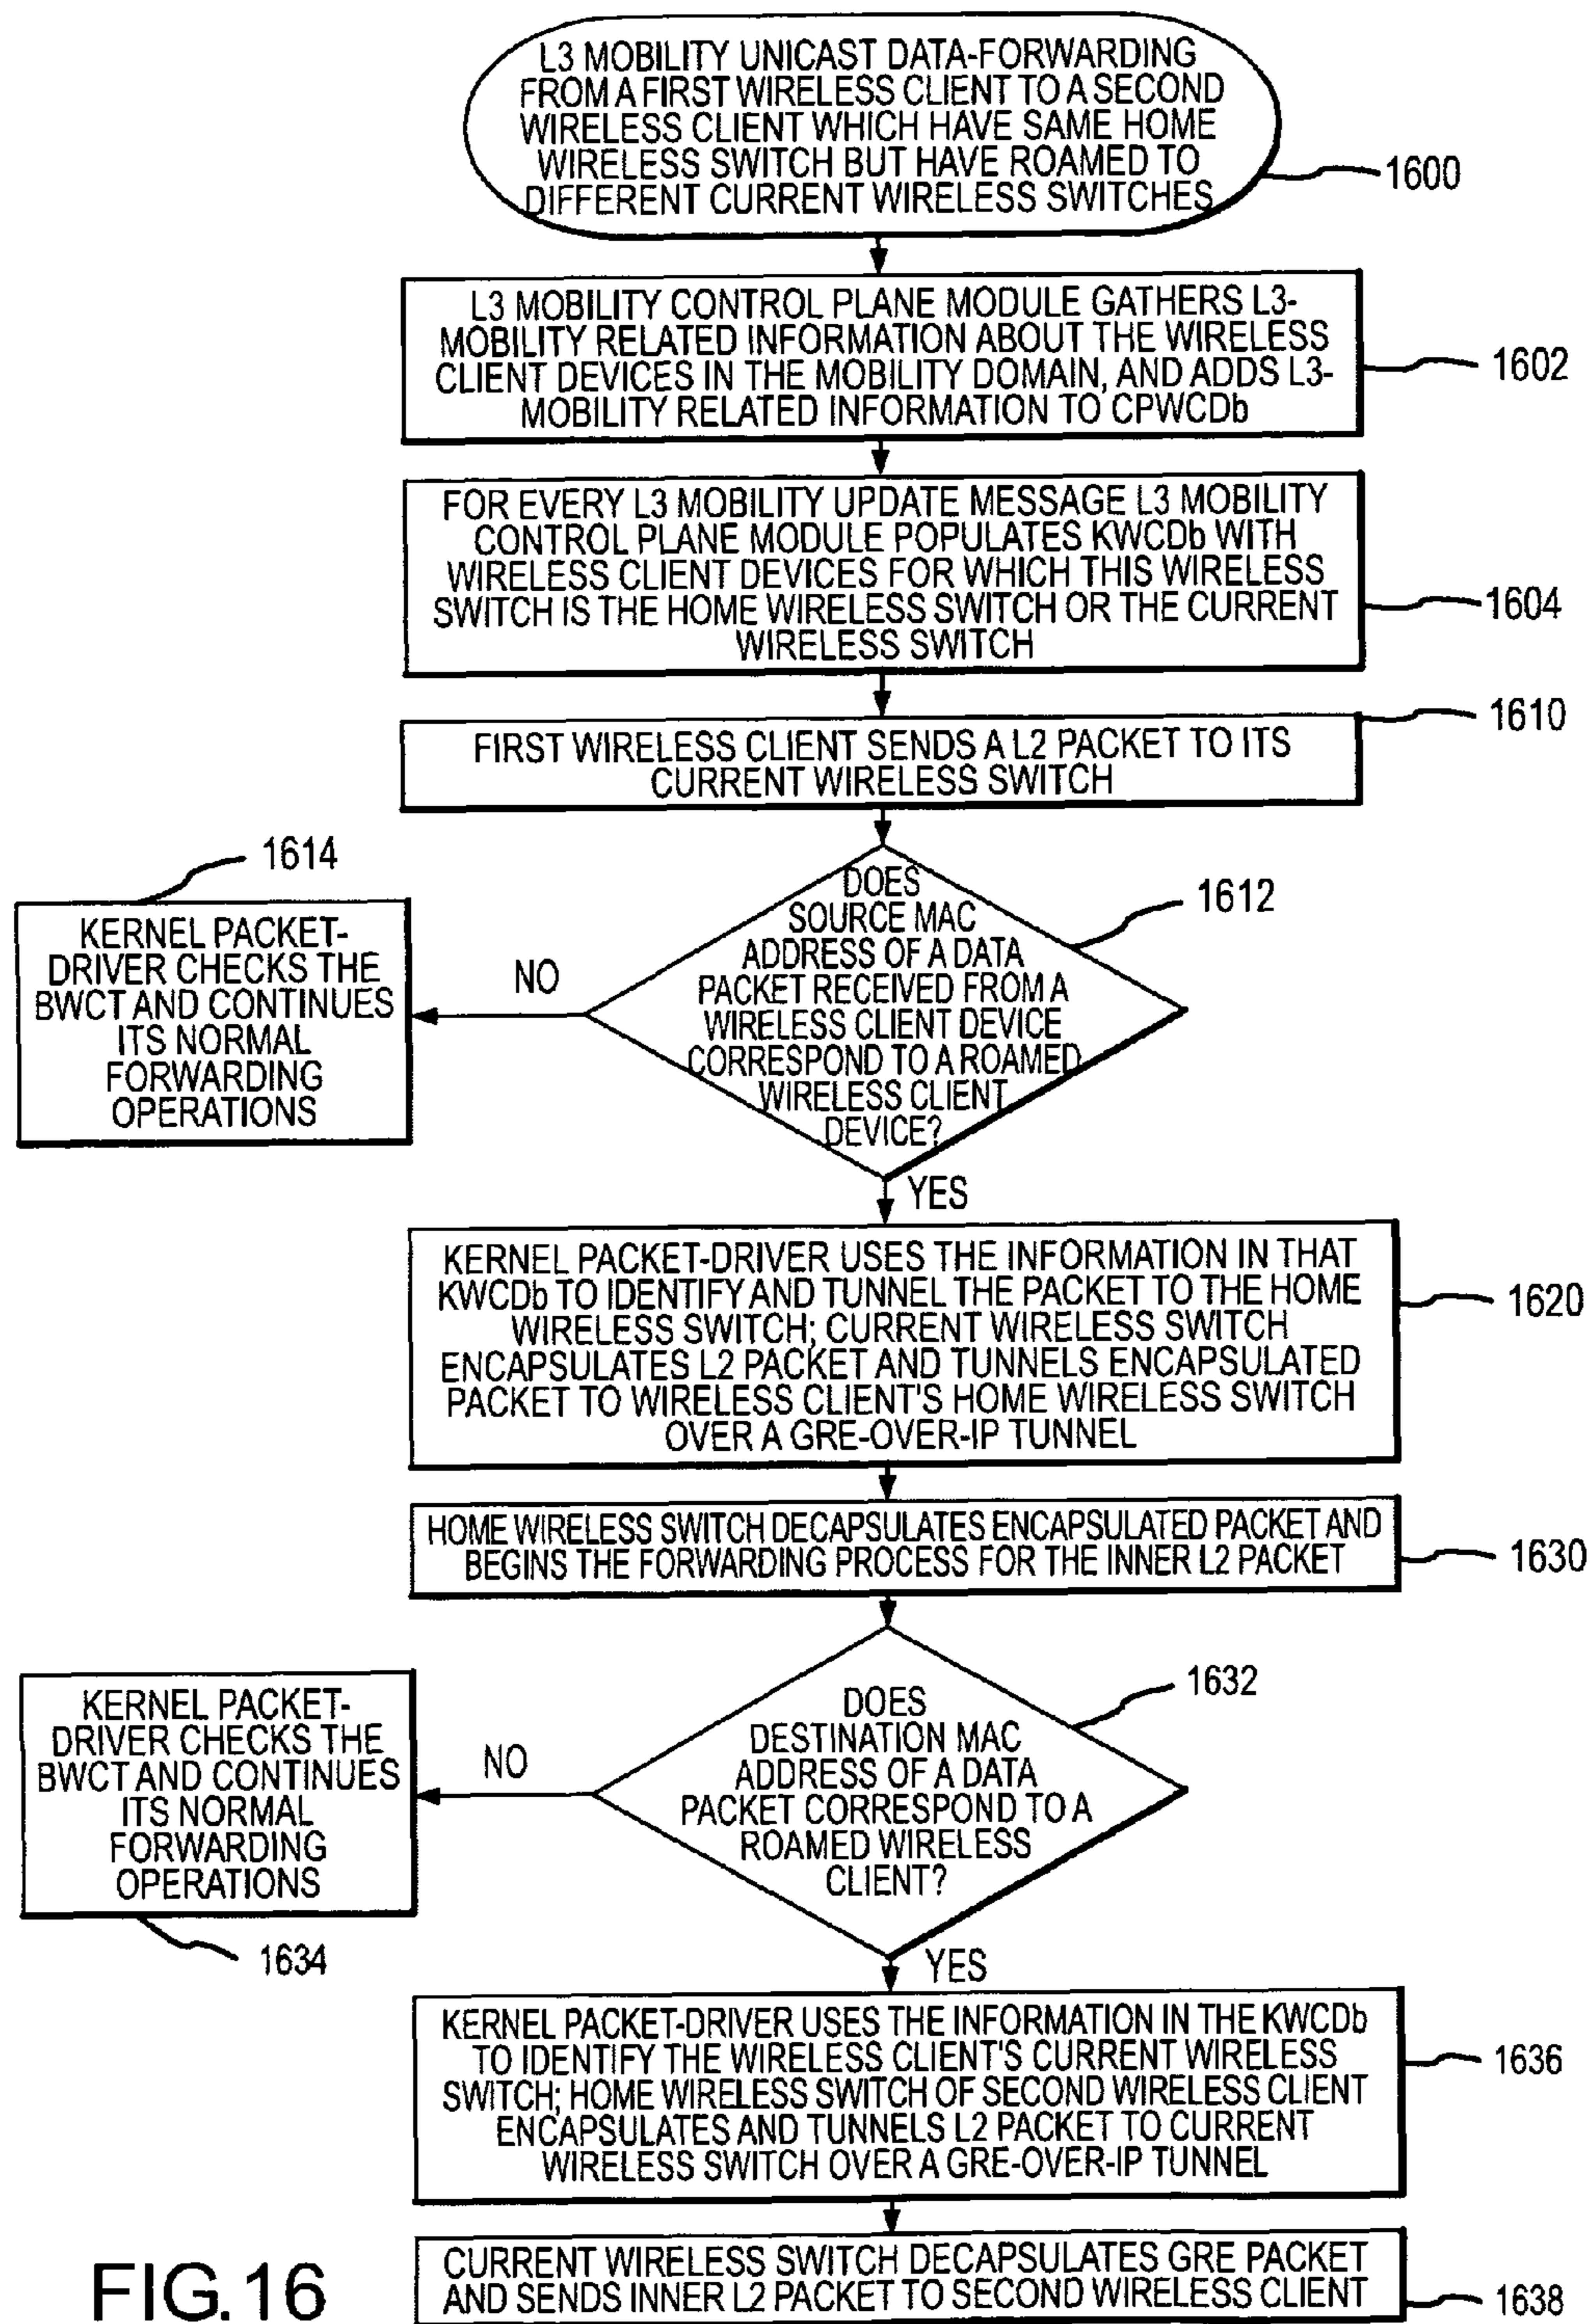 L3 MOBILITY UNICAST DATA-FORWARDING
FROM A FIRST WIRELESS CLIENT TO A SECOND
WIRELESS CLIENT WHICH HAVE SAME HOME
WIRELESS SWITCH BUT HAVE ROAMED TO
DIFFERENT CURRENT WIRELESS SWITCHES
1600
L3 MOBILITY CONTROL PLANE MODULE GATHERS L3-
MOBILITY RELATED INFORMATION ABOUT THE WIRELESS
CLIENT DEVICES IN THE MOBILITY DOMAIN, AND ADDS L3-
MOBILITY RELATED INFORMATION TO CPWCDb
1602
FOR EVERY L3 MOBILITY UPDATE MESSAGE L3 MOBILITY
CONTROL PLANE MODULE POPULATES KWCDb WITH
WIRELESS CLIENT DEVICES FOR WHICH THIS WIRELESS
SWITCH IS THE HOME WIRELESS SWITCH OR THE CURRENT
WIRELESS SWITCH
1604
FIRST WIRELESS CLIENT SENDS A L2 PACKET TO ITS
CURRENT WIRELESS SWITCH
1610
DOES
SOURCE MAC
ADDRESS OF A DATA
PACKET RECEIVED FROM A
WIRELESS CLIENT DEVICE
CORRESPOND TO A ROAMED
WIRELESS CLIENT
DEVICE?
1612
NO
1614
KERNEL PACKET-
DRIVER CHECKS THE
BWCT AND CONTINUES
ITS NORMAL
FORWARDING
OPERATIONS
YES
KERNEL PACKET-DRIVER USES THE INFORMATION IN THAT
KWCDb TO IDENTIFY AND TUNNEL THE PACKET TO THE HOME
WIRELESS SWITCH; CURRENT WIRELESS SWITCH
ENCAPSULATES L2 PACKET AND TUNNELS ENCAPSULATED
PACKET TO WIRELESS CLIENT'S HOME WIRELESS SWITCH
OVER A GRE-OVER-IP TUNNEL
1620
HOME WIRELESS SWITCH DECAPSULATES ENCAPSULATED PACKET AND
BEGINS THE FORWARDING PROCESS FOR THE INNER L2 PACKET
1630
DOES
DESTINATION MAC
ADDRESS OF A DATA
PACKET CORRESPOND TO A
ROAMED WIRELESS
CLIENT?
1632
NO
KERNEL PACKET-
DRIVER CHECKS THE
BWCT AND CONTINUES
ITS NORMAL
FORWARDING
OPERATIONS
1634
YES
KERNEL PACKET-DRIVER USES THE INFORMATION IN THE KWCDb
TO IDENTIFY THE WIRELESS CLIENT'S CURRENT WIRELESS
SWITCH; HOME WIRELESS SWITCH OF SECOND WIRELESS CLIENT
ENCAPSULATES AND TUNNELS L2 PACKET TO CURRENT
WIRELESS SWITCH OVER A GRE-OVER-IP TUNNEL
1636
CURRENT WIRELESS SWITCH DECAPSULATES GRE PACKET
AND SENDS INNER L2 PACKET TO SECOND WIRELESS CLIENT
1638
FIG.16